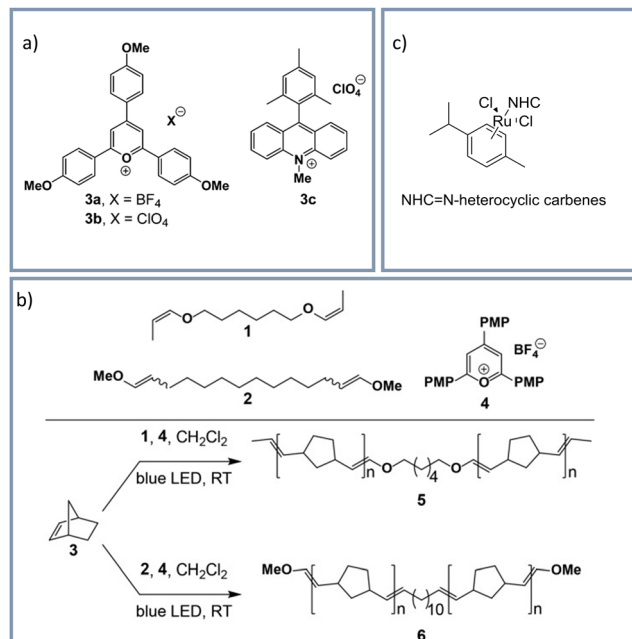 a)
OMe
MeO
O
⊕
OMe
X⊖
3a, X = BF4
3b, X = ClO4
ClO4⊖
N
⊕
Me
3c
c)
Cl
NHC
Ru
Cl
NHC=N-heterocyclic carbenes
b)
O
O
1
MeO
OMe
2
PMP
BF4⊖
⊕
PMP
O
PMP
4
1, 4, CH2Cl2
blue LED, RT
n
O
4
O
n
5
3
2, 4, CH2Cl2
blue LED, RT
MeO
n
10
n
OMe
6